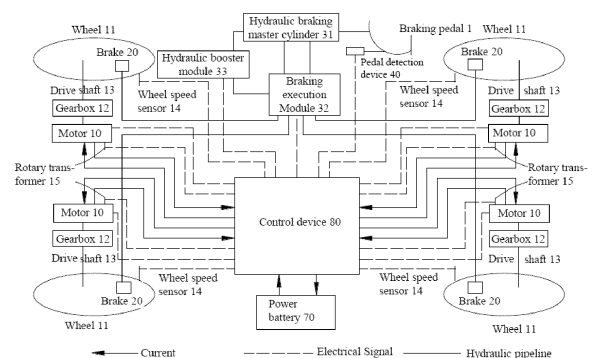 Wheel 11
Hydraulic braking
master cylinder 31
Braking pedal 1
Wheel 11
Brake 20
Hydraulic booster
module 33
Pedal detection
device 40
Brake 20
Drive shaft 13
Wheel speed
sensor 14
Braking
execution
Module 32
Wheel speed
sensor 14
Drive shaft 13
Gearbox 12
Gearbox 12
Motor 10
Motor 10
Rotary trans-
former 15
Rotary trans-
former 15
Motor 10
Control device 80
Motor 10
Gearbox 12
Gearbox 12
Drive shaft 13
Wheel speed
sensor 14
Wheel speed
sensor 14
Drive shaft 13
Brake 20
Power
battery 70
Brake 20
Wheel 11
Wheel 11
Current
Electrical Signal
Hydraulic pipeline